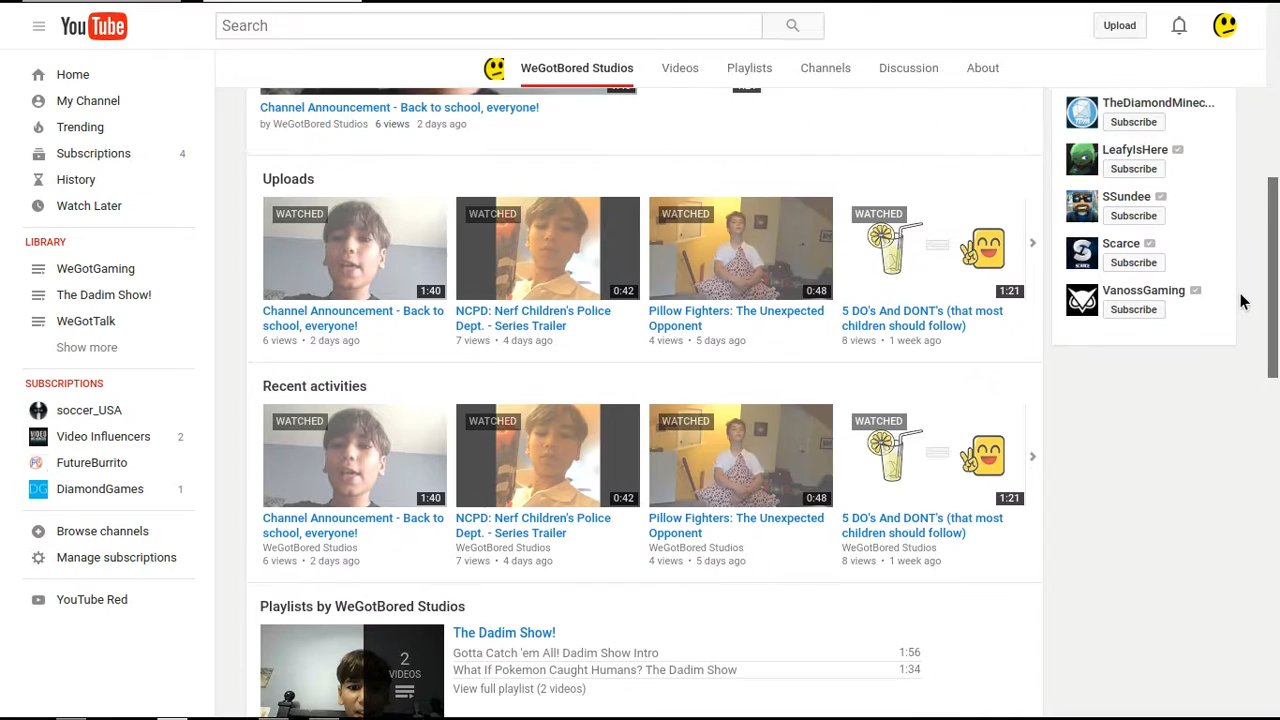 YouTube
Search
Upload
WeGotBored Studios
Videos
Playlists
Channels
Discussion
About
Home
My Channel
Trending
Subscriptions 4
History
Watch Later
LIBRARY
WeGotGaming
The Dadim Show!
WeGotTalk
Show more
SUBSCRIPTIONS
soccer_USA
Video Influencers 2
FutureBurrito
DiamondGames 1
Browse channels
Manage subscriptions
YouTube Red
Channel Announcement - Back to school, everyone!
by WeGotBored Studios 6 views 2 days ago
Uploads
WATCHED
1:40
Channel Announcement - Back to
school, everyone!
6 views • 2 days ago
WATCHED
0:42
NCPD: Nerf Children's Police
Dept. - Series Trailer
7 views • 4 days ago
WATCHED
0:48
Pillow Fighters: The Unexpected
Opponent
4 views • 5 days ago
WATCHED
1:21
5 DO's And DONT's (that most
children should follow)
8 views • 1 week ago
Recent activities
WATCHED
1:40
Channel Announcement - Back to
school, everyone!
WeGotBored Studios
6 views • 2 days ago
WATCHED
0:42
NCPD: Nerf Children's Police
Dept. - Series Trailer
WeGotBored Studios
7 views • 4 days ago
WATCHED
0:48
Pillow Fighters: The Unexpected
Opponent
WeGotBored Studios
4 views • 5 days ago
WATCHED
1:21
5 DO's And DONT's (that most
children should follow)
WeGotBored Studios
8 views • 1 week ago
Playlists by WeGotBored Studios
2
VIDEOS
The Dadim Show!
Gotta Catch 'em All! Dadim Show Intro 1:56
What If Pokemon Caught Humans? The Dadim Show 1:34
View full playlist (2 videos)
TheDiamondMinec...
Subscribe
LeafyIsHere
Subscribe
SSundee
Subscribe
Scarce
Subscribe
VanossGaming
Subscribe